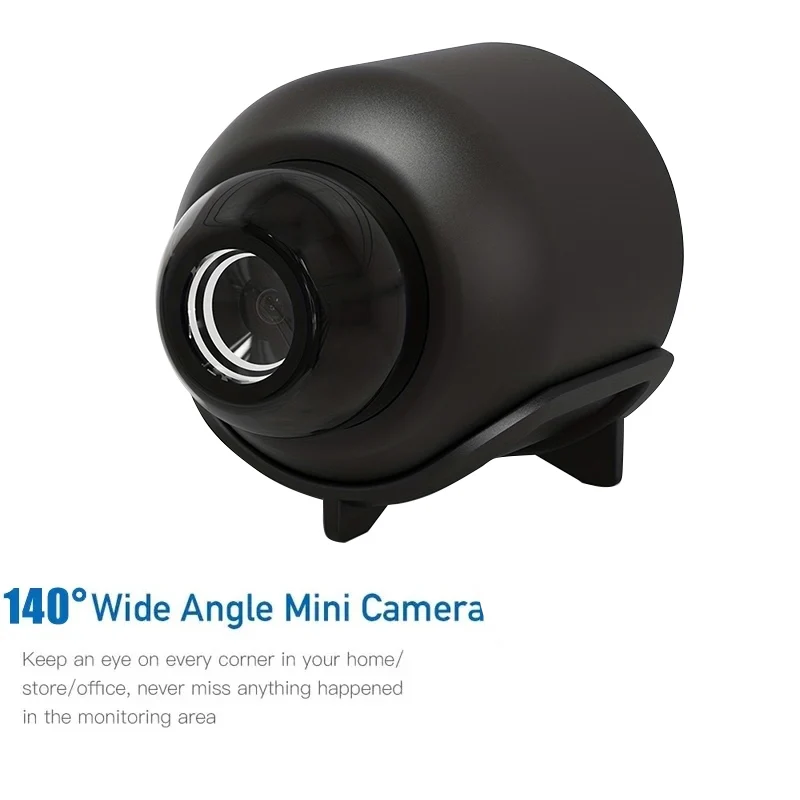 140° Wide Angle Mini Camera
Keep an eye on every corner in your home/
store/office, never miss anything happened
in the monitoring area